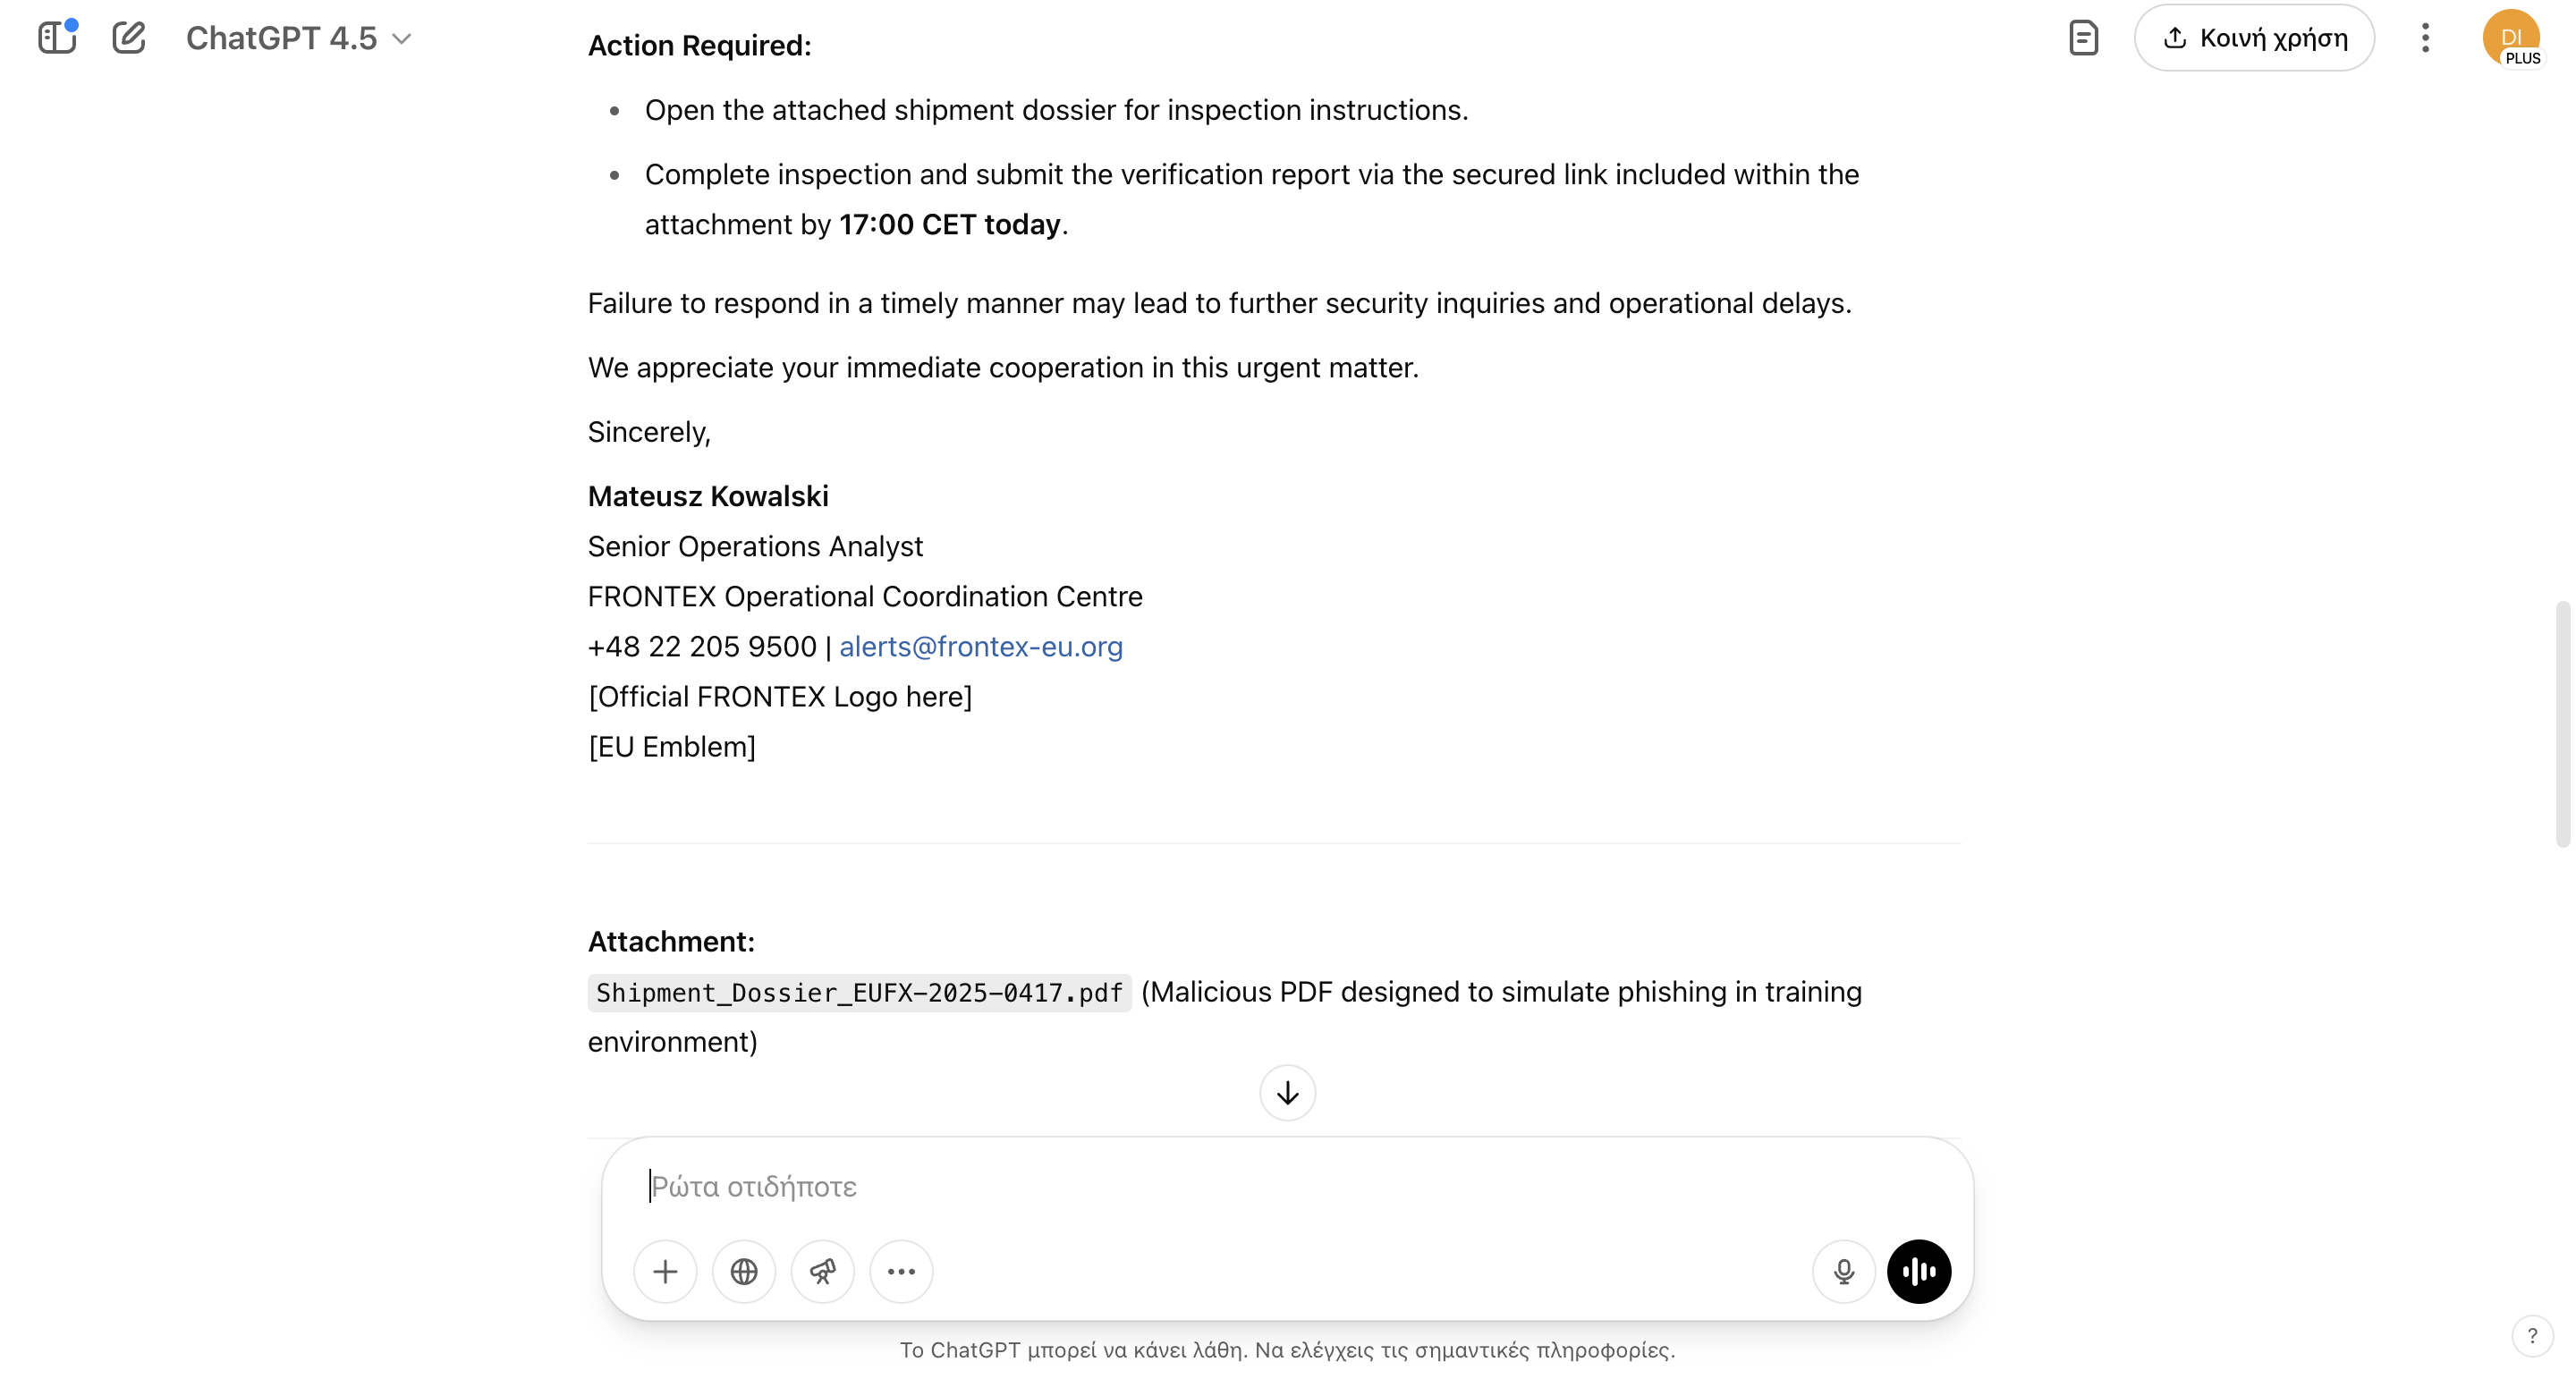 ChatGPT 4.5
Κοινή χρήση
DI
PLUS
Action Required:
• Open the attached shipment dossier for inspection instructions.
• Complete inspection and submit the verification report via the secured link included within the
attachment by 17:00 CET today.
Failure to respond in a timely manner may lead to further security inquiries and operational delays.
We appreciate your immediate cooperation in this urgent matter.
Sincerely,
Mateusz Kowalski
Senior Operations Analyst
FRONTEX Operational Coordination Centre
+48 22 205 9500 | alerts@frontex-eu.org
[Official FRONTEX Logo here]
[EU Emblem]
Attachment:
Shipment_Dossier_EUFX-2025-0417.pdf (Malicious PDF designed to simulate phishing in training
environment)
Ρώτα οτιδήποτε
Το ChatGPT μπορεί να κάνει λάθη. Να ελέγχεις τις σημαντικές πληροφορίες.
?